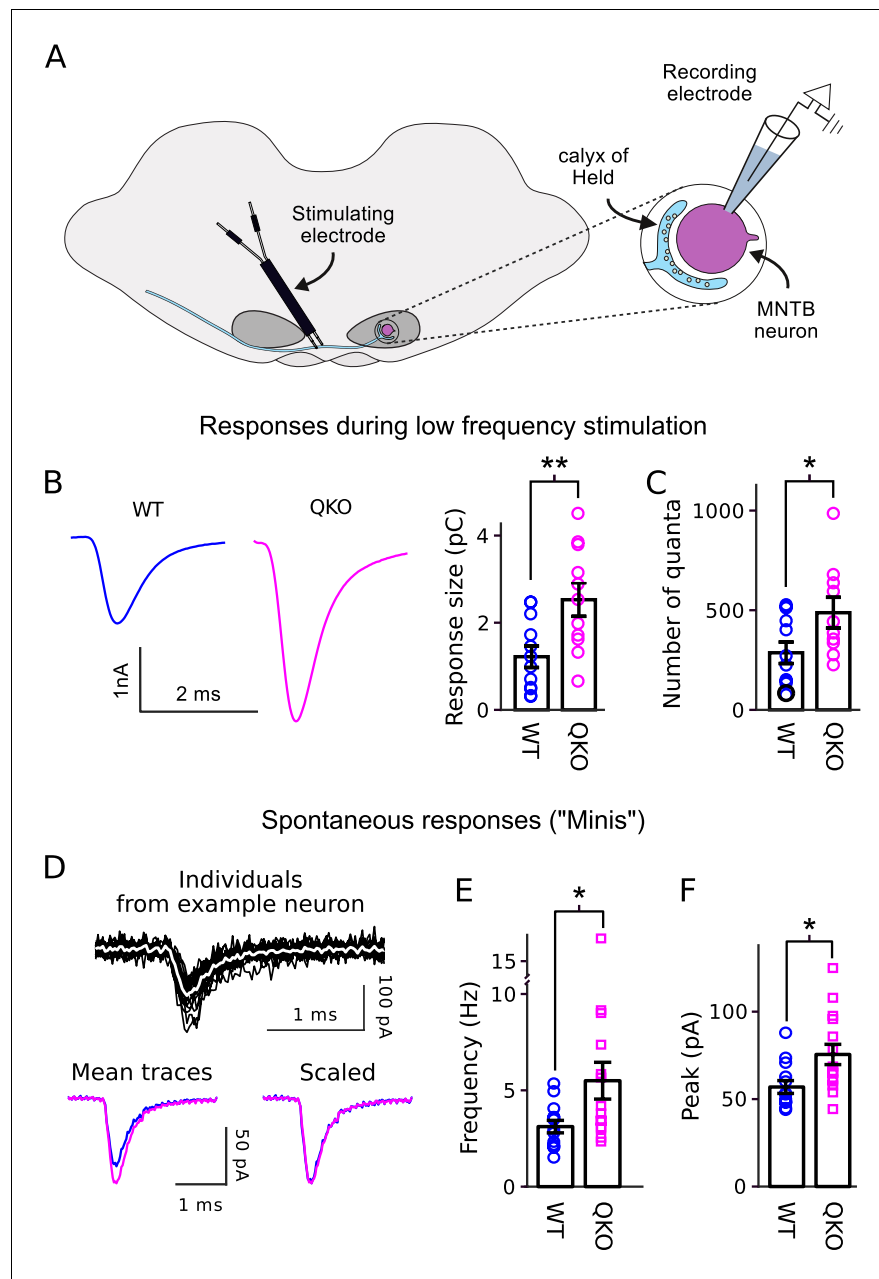 A
Recording
electrode
calyx of
Held
Stimulating
electrode
MNTB
neuron
Responses during low frequency stimulation
B
WT
QKO
1nA
2 ms
**
Response size (pC)
4
2
0
WT
QKO
C
*
Number of quanta
1000
500
0
WT
QKO
Spontaneous responses ("Minis")
D
Individuals
from example neuron
1 ms
100 pA
Mean traces
Scaled
1 ms
50 pA
E
*
Frequency (Hz)
15
10
5
0
WT
QKO
F
*
Peak (pA)
100
50
0
WT
QKO